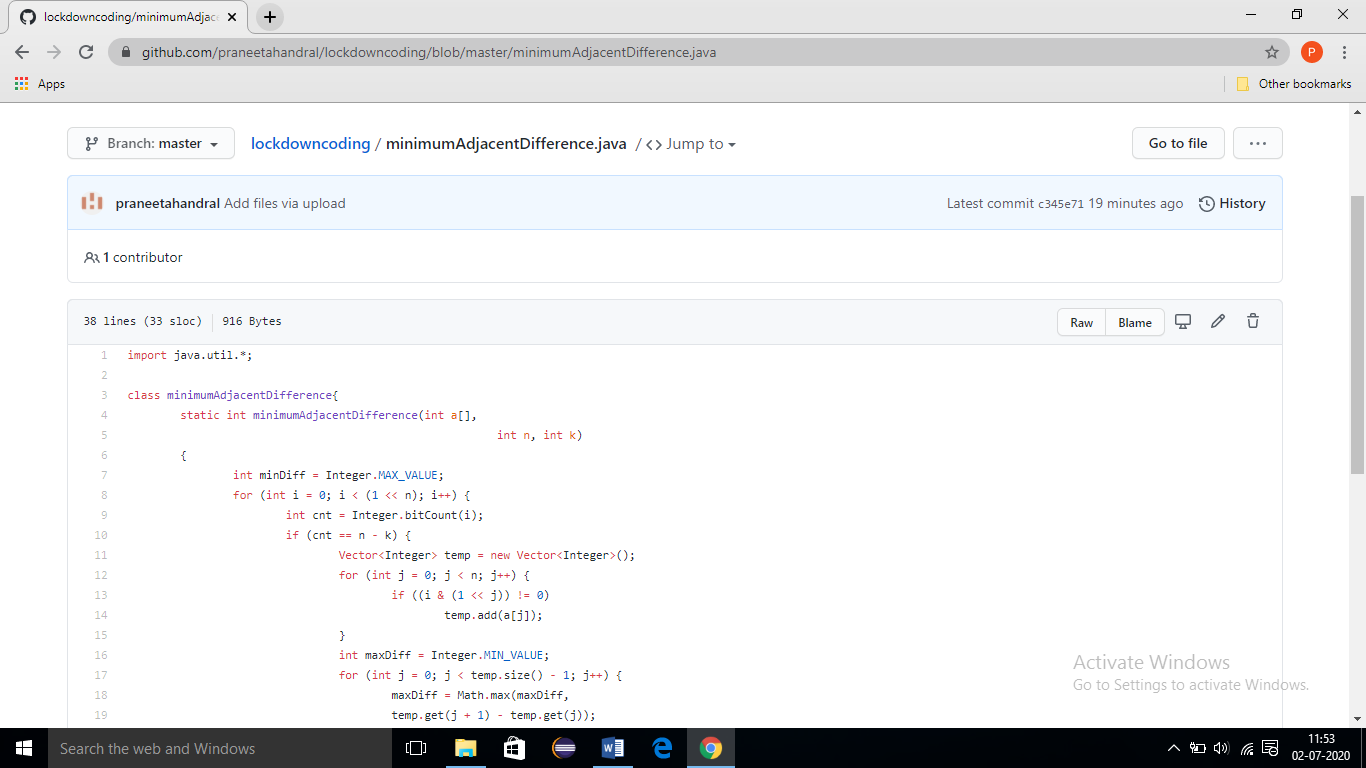 lockdowncoding/minimumAdjac
github.com/praneetahandral/lockdowncoding/blob/master/minimumAdjacentDifference.java
P
Apps
Other bookmarks
Branch: master
lockdowncoding / minimumAdjacentDifference.java / <> Jump to
Go to file
...
praneetahandral Add files via upload
Latest commit c345e71 19 minutes ago
History
1 contributor
38 lines (33 sloc) | 916 Bytes
Raw
Blame
1 import java.util.*;
2
3 class minimumAdjacentDifference{
4 static int minimumAdjacentDifference(int a[],
5 int n, int k)
6 {
7 int minDiff = Integer.MAX_VALUE;
8 for (int i = 0; i < (1 << n); i++) {
9 int cnt = Integer.bitCount(i);
10 if (cnt == n - k) {
11 Vector<Integer> temp = new Vector<Integer>();
12 for (int j = 0; j < n; j++) {
13 if ((i & (1 << j)) != 0)
14 temp.add(a[j]);
15 }
16 int maxDiff = Integer.MIN_VALUE;
17 for (int j = 0; j < temp.size() - 1; j++) {
18 maxDiff = Math.max(maxDiff,
19 temp.get(j + 1) - temp.get(j));
Activate Windows
Go to Settings to activate Windows.
Search the web and Windows
11:53
02-07-2020